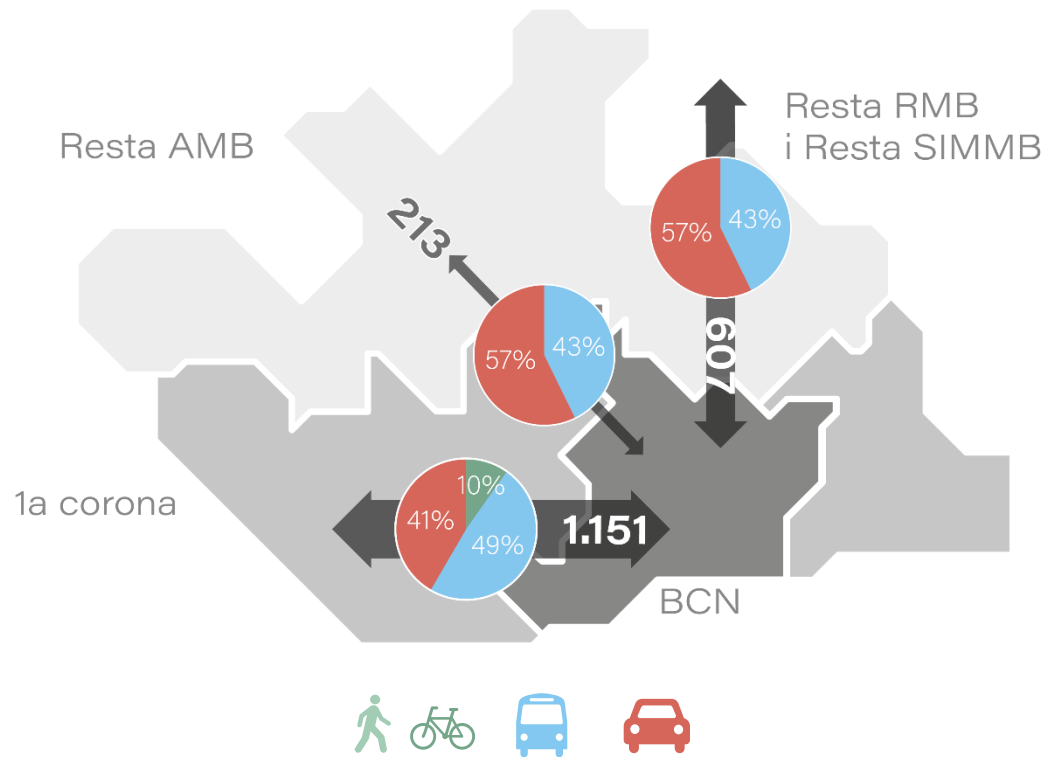 Resta AMB
Resta RMB
i Resta SIMMB
57%
43%
213
607
57%
43%
1a corona
10%
41%
49%
1.151
BCN